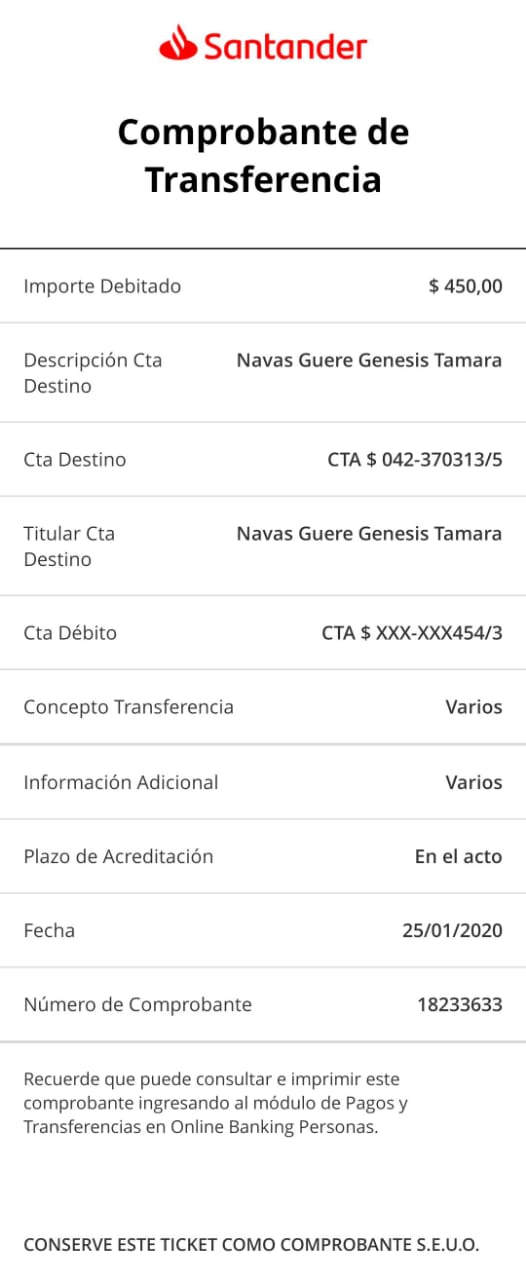 Santander
Comprobante de
Transferencia
Importe Debitado $ 450,00
Descripción Cta Navas Guere Genesis Tamara
Destino
Cta Destino CTA $ 042-370313/5
Titular Cta Navas Guere Genesis Tamara
Destino
Cta Débito CTA $ XXX-XXX454/3
Concepto Transferencia Varios
Información Adicional Varios
Plazo de Acreditación En el acto
Fecha 25/01/2020
Número de Comprobante 18233633
Recuerde que puede consultar e imprimir este
comprobante ingresando al módulo de Pagos y
Transferencias en Online Banking Personas.
CONSERVE ESTE TICKET COMO COMPROBANTE S.E.U.O.